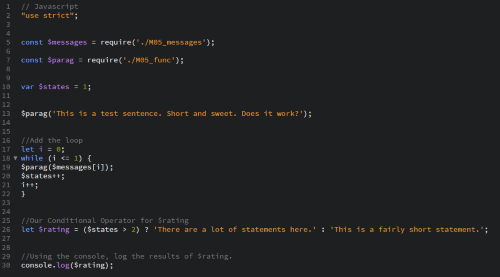 1 // Javascript
2 "use strict";
3
4
5 const $messages = require('./M05_messages');
6
7 const $parag = require('./M05_func');
8
9
10 var $states = 1;
11
12
13 $parag('This is a test sentence. Short and sweet. Does it work?');
14
15
16 //Add the loop
17 let i = 0;
18 while (i <= 1) {
19 $parag($messages[i]);
20 $states++;
21 i++;
22 }
23
24
25 //Our Conditional Operator for $rating
26 let $rating = ($states > 2) ? 'There are a lot of statements here.' : 'This is a fairly short statement.';
27
28
29 //Using the console, log the results of $rating.
30 console.log($rating);